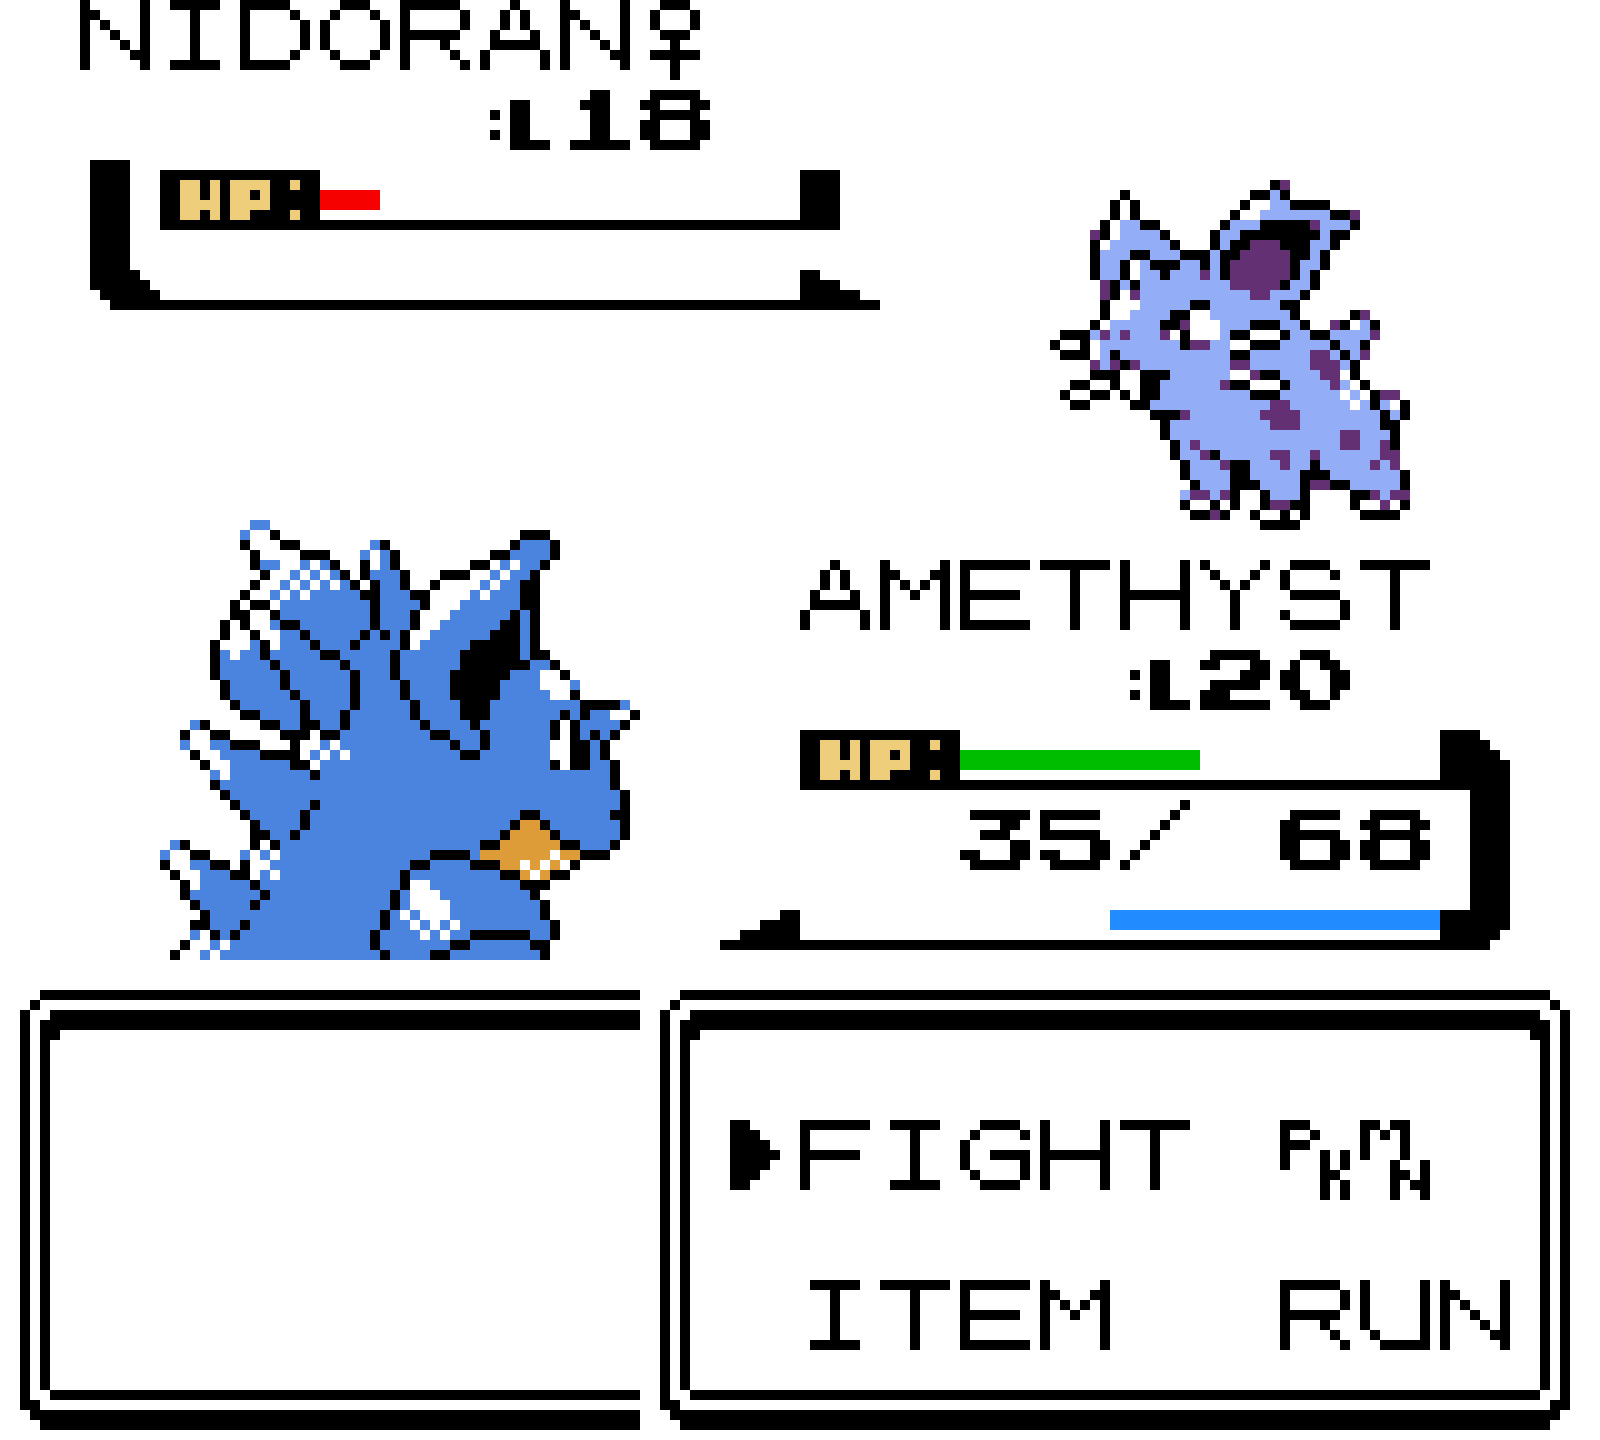 NIDORAN♀
:L18
HP:
AMETHYST
:L20
HP:
35/ 68
▶FIGHT PKMN
ITEM RUN